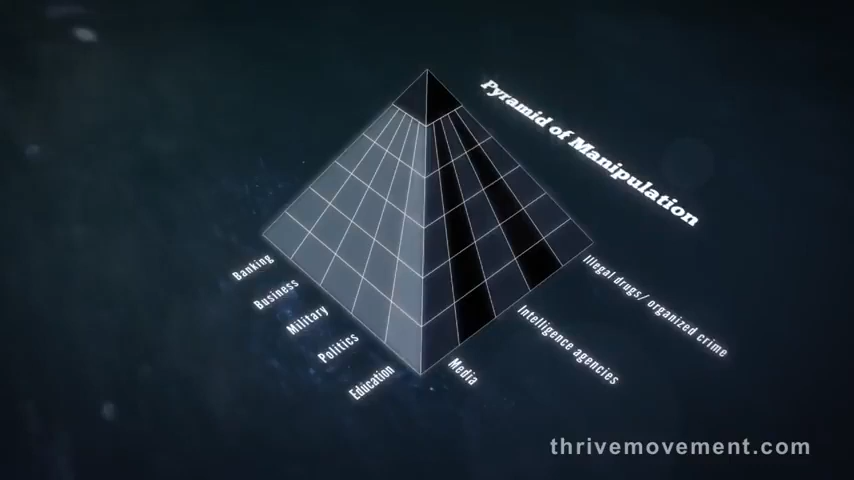 Pyramid of Manipulation
Banking
Business
Military
Politics
Education
Media
Intelligence agencies
Illegal drugs/ organized crime
thrivemovement.com